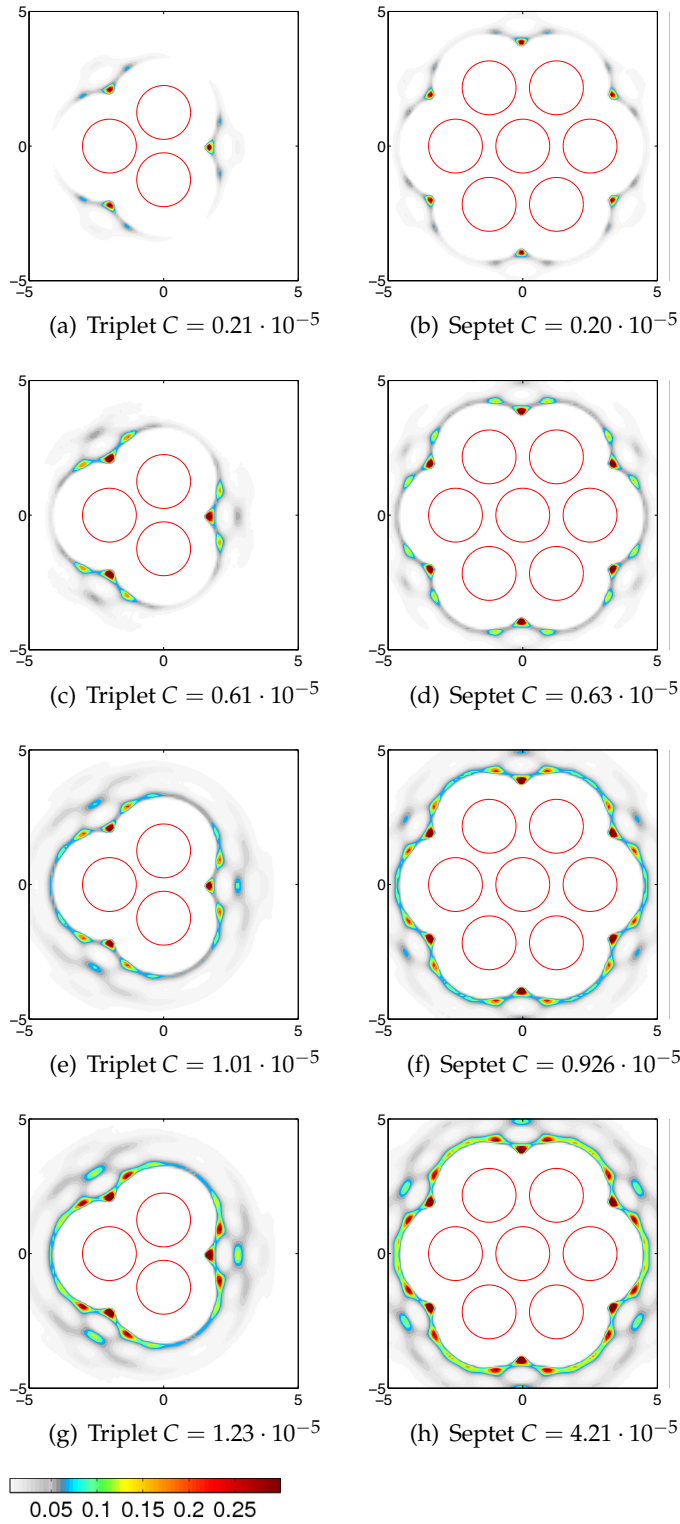 5
0
−5
−5 0 5
(a) Triplet C = 0.21 · 10−5
5
0
−5
−5 0 5
(b) Septet C = 0.20 · 10−5
5
0
−5
−5 0 5
(c) Triplet C = 0.61 · 10−5
5
0
−5
−5 0 5
(d) Septet C = 0.63 · 10−5
5
0
−5
−5 0 5
(e) Triplet C = 1.01 · 10−5
5
0
−5
−5 0 5
(f) Septet C = 0.926 · 10−5
5
0
−5
−5 0 5
(g) Triplet C = 1.23 · 10−5
5
0
−5
−5 0 5
(h) Septet C = 4.21 · 10−5
0.05 0.1 0.15 0.2 0.25